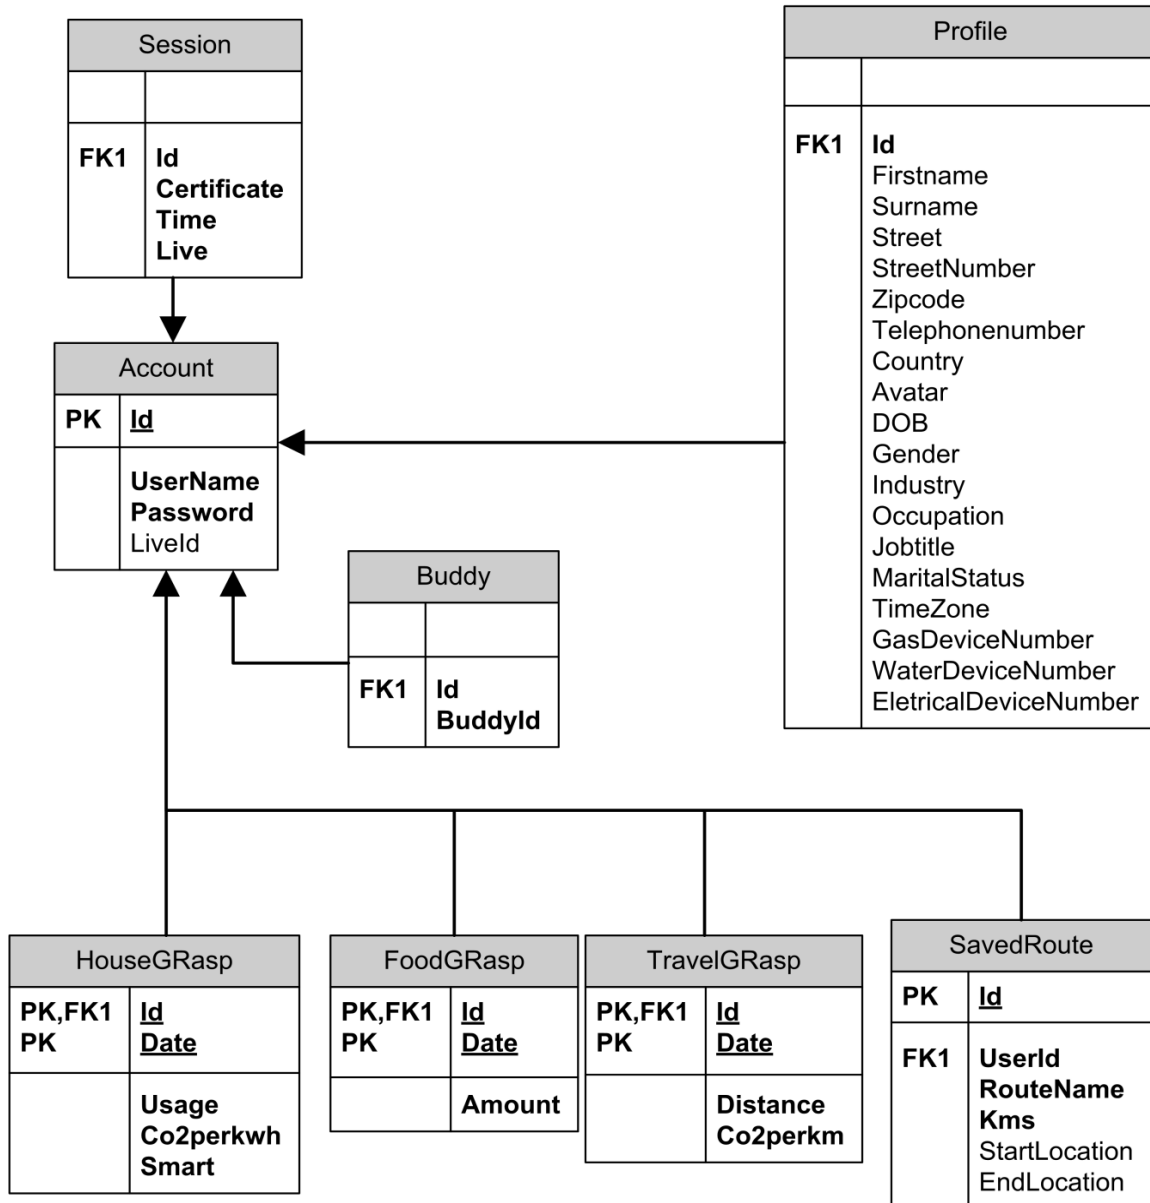 Session
FK1 Id
Certificate
Time
Live
Profile
FK1 Id
Firstname
Surname
Street
StreetNumber
Zipcode
Telephonenumber
Country
Avatar
DOB
Gender
Industry
Occupation
Jobtitle
MaritalStatus
TimeZone
GasDeviceNumber
WaterDeviceNumber
EletricalDeviceNumber
Account
PK Id
UserName
Password
LiveId
Buddy
FK1 Id
BuddyId
HouseGRasp
PK,FK1 Id
PK Date
Usage
Co2perkwh
Smart
FoodGRasp
PK,FK1 Id
PK Date
Amount
TravelGRasp
PK,FK1 Id
PK Date
Distance
Co2perkm
SavedRoute
PK Id
FK1 UserId
RouteName
Kms
StartLocation
EndLocation